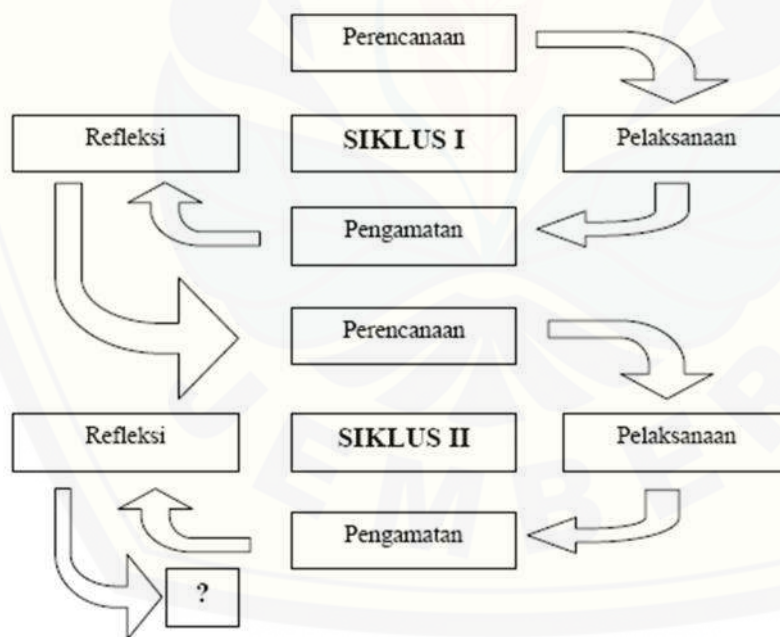 Perencanaan
Refleksi
SIKLUS I
Pelaksanaan
Pengamatan
Perencanaan
Refleksi
SIKLUS II
Pelaksanaan
Pengamatan
?